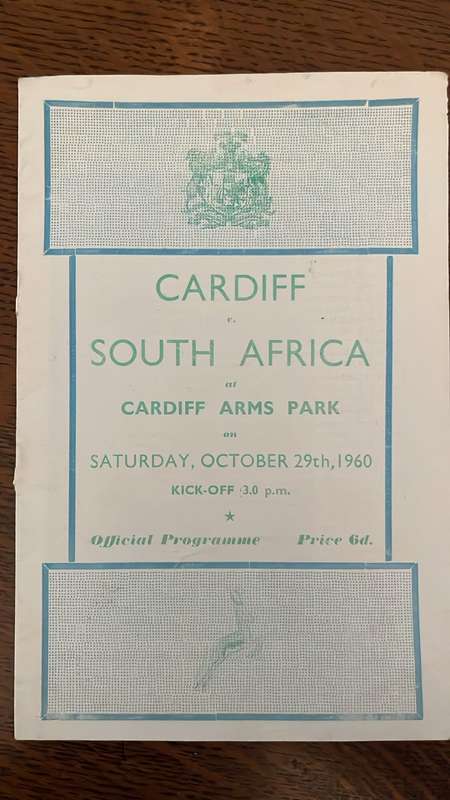 CARDIFF
v.
SOUTH AFRICA
at
CARDIFF ARMS PARK
on
SATURDAY, OCTOBER 29th, 1960
KICK-OFF 3.0 p.m.
Official Programme Price 6d.